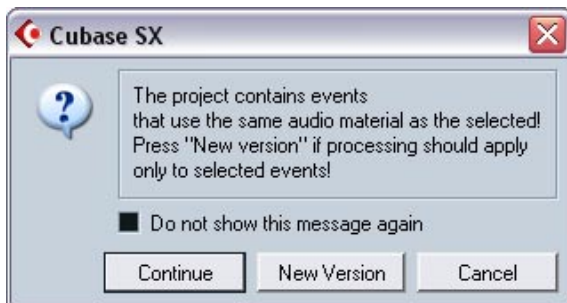 Cubase SX
The project contains events
that use the same audio material as the selected!
Press "New version" if processing should apply
only to selected events!
Do not show this message again
Continue New Version Cancel